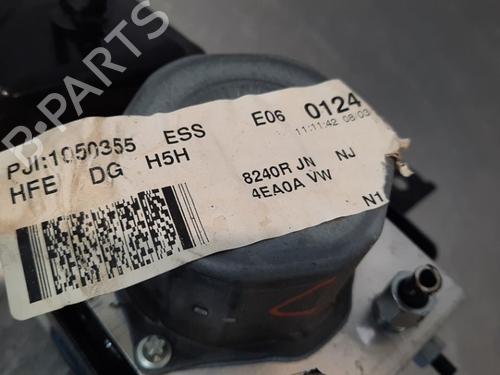 B-PARTS
PJI:1050355 ESS E06 0124
11:11:42 08/03
HFE DG H5H 8240R JN NJ
4EA0A VW N1